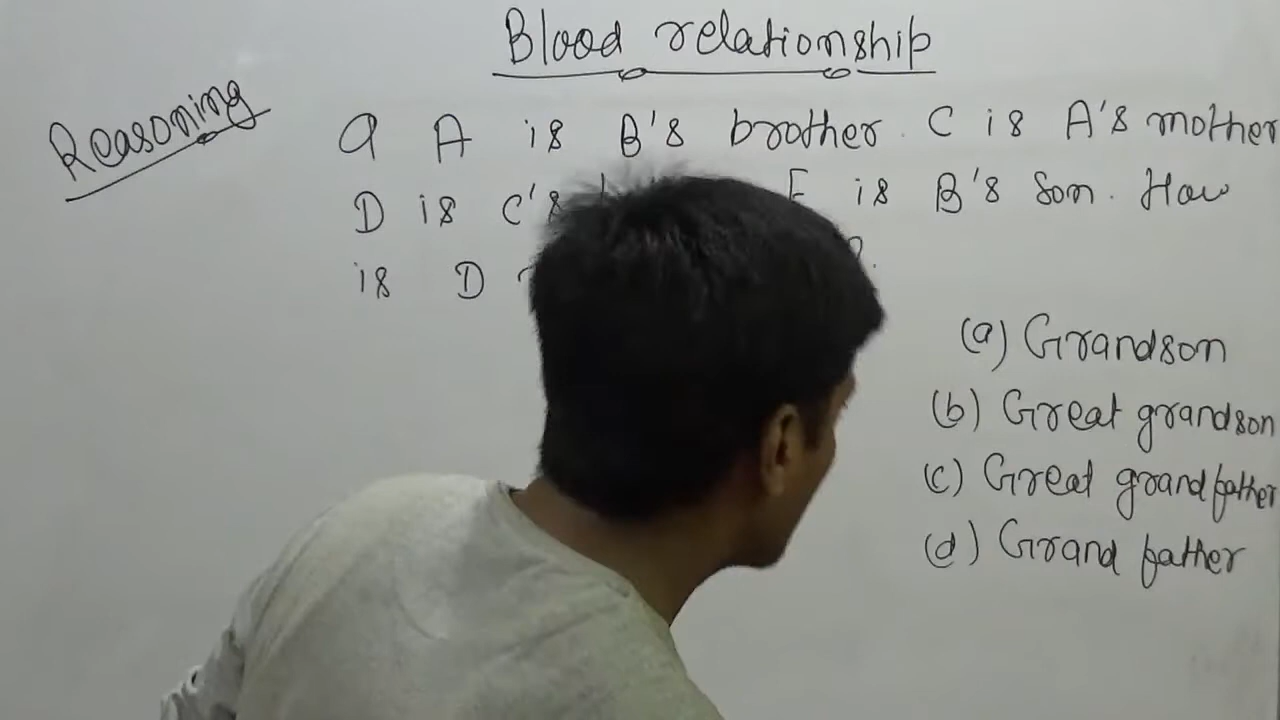 Blood relationship
Reasoning
Q A is B's brother. C is A's mother
D is C's E is B's Son. How
is D ?
(a) Grandson
(b) Great grandson
(c) Great grandfather
(d) Grand father